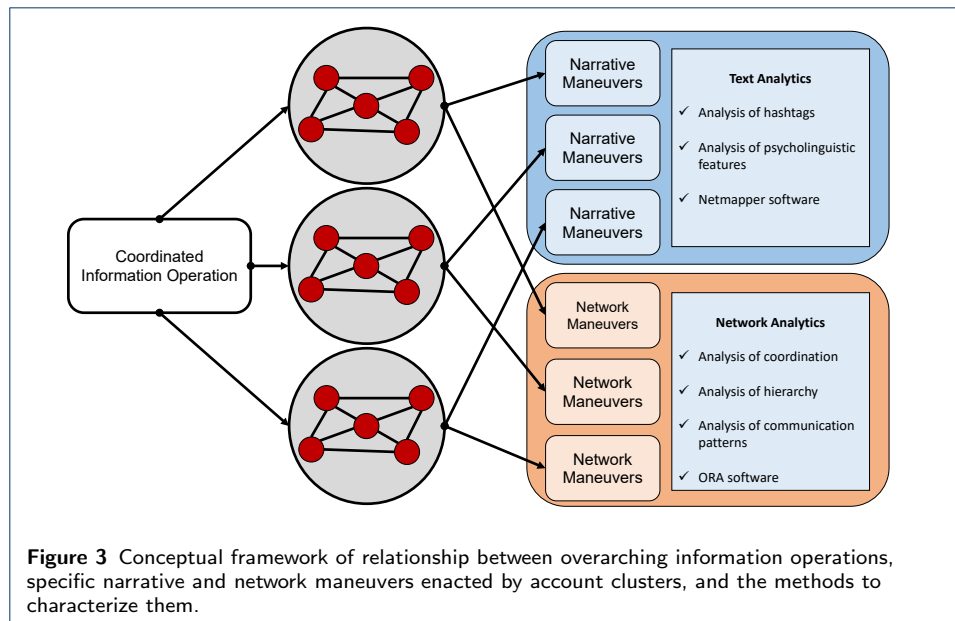 Coordinated
Information Operation
Narrative
Maneuvers
Narrative
Maneuvers
Narrative
Maneuvers
Text Analytics
✓ Analysis of hashtags
✓ Analysis of psycholinguistic
features
✓ Netmapper software
Network
Maneuvers
Network
Maneuvers
Network
Maneuvers
Network Analytics
✓ Analysis of coordination
✓ Analysis of hierarchy
✓ Analysis of communication
patterns
✓ ORA software
Figure 3 Conceptual framework of relationship between overarching information operations,
specific narrative and network maneuvers enacted by account clusters, and the methods to
characterize them.